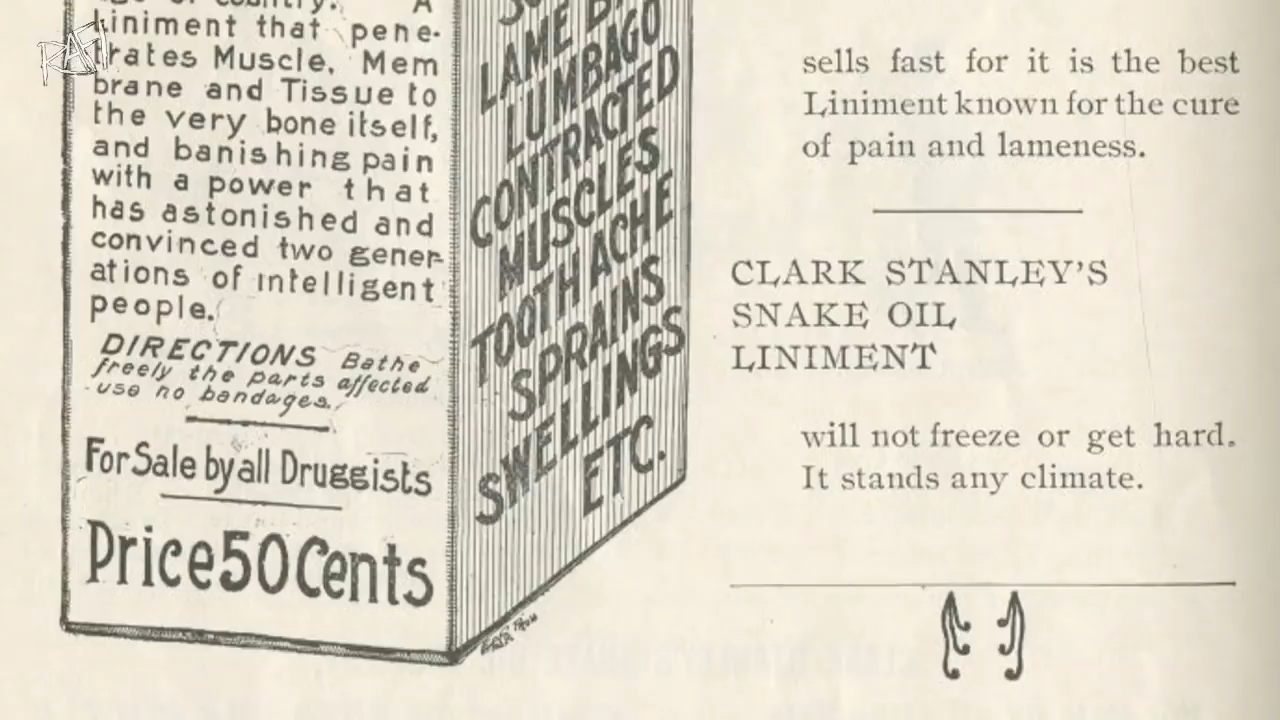 RAFI
A
Liniment that pene-
trates Muscle, Mem
brane and Tissue to
the very bone itself,
and banishing pain
with a power that
has astonished and
convinced two gener-
ations of intelligent
people.
DIRECTIONS Bathe
freely the parts affected
use no bandages.
For Sale by all Druggists
Price 50 Cents
LAME
LUMBAGO
CONTRACTED
MUSCLES
TOOTH ACHE
SPRAINS
SWELLINGS
ETC.
sells fast for it is the best
Liniment known for the cure
of pain and lameness.
CLARK STANLEY'S
SNAKE OIL
LINIMENT
will not freeze or get hard.
It stands any climate.